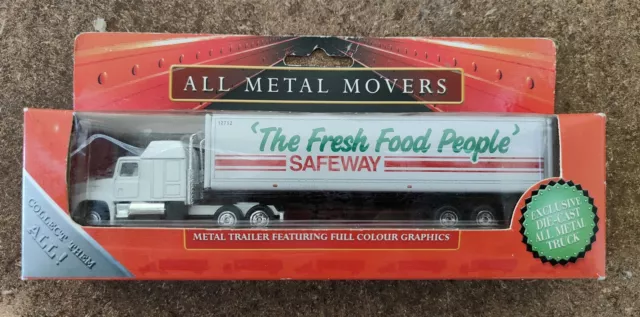 ALL METAL MOVERS
'The Fresh Food People'
SAFEWAY
COLLECT THEM
ALL!
METAL TRAILER FEATURING FULL COLOUR GRAPHICS
EXCLUSIVE
DIE-CAST
ALL METAL
TRUCK